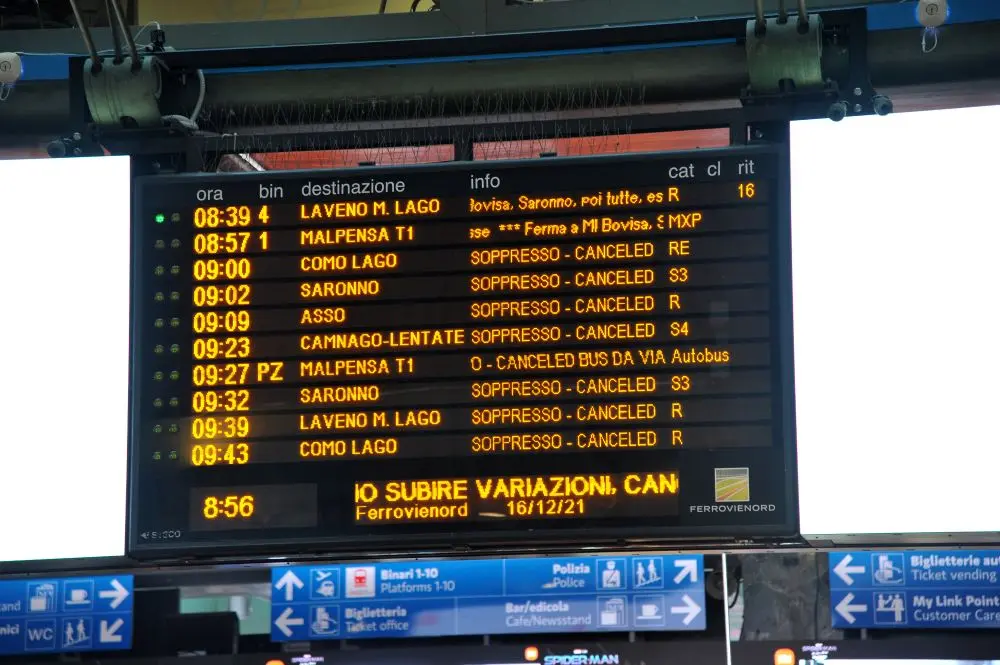 ora bin destinazione info cat cl rit
08:39 4 LAVENO M. LAGO Bovisa, Saronno, poi tutte, es R 16
08:57 1 MALPENSA T1 sse *** Ferma a MI Bovisa, S MXP
09:00 COMO LAGO SOPPRESSO - CANCELED RE
09:02 SARONNO SOPPRESSO - CANCELED S3
09:09 ASSO SOPPRESSO - CANCELED R
09:23 CAMNAGO-LENTATE SOPPRESSO - CANCELED S4
09:27 PZ MALPENSA T1 O - CANCELED BUS DA VIA Autobus
09:32 SARONNO SOPPRESSO - CANCELED S3
09:39 LAVENO M. LAGO SOPPRESSO - CANCELED R
09:43 COMO LAGO SOPPRESSO - CANCELED R
8:56
NO SUBIRE VARIAZIONI, CAN
Ferrovienord 16/12/21
FERROVIENORD
Binari 1-10
Platforms 1-10
Polizia
Police
Biglietteria
Ticket office
Bar/edicola
Cafe/Newsstand
WC
Biglietterie
Ticket vending
My Link Point
Customer Care
SPIDER-MAN